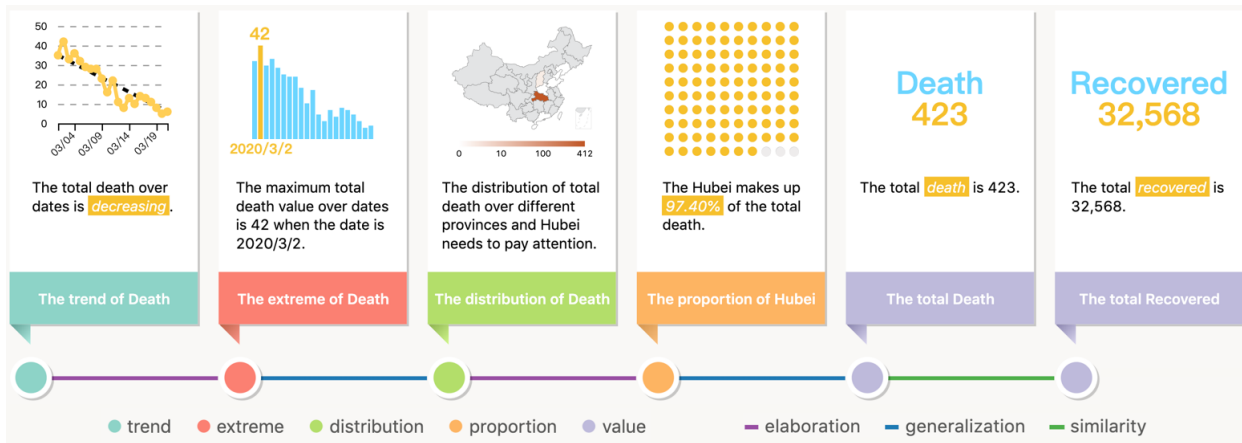 50
40
30
20
10
0
03/04
03/09
03/14
03/19
The total death over
dates is decreasing.
The trend of Death
42
2020/3/2
The maximum total
death value over dates
is 42 when the date is
2020/3/2.
The extreme of Death
0 10 100 412
The distribution of total
death over different
provinces and Hubei
needs to pay attention.
The distribution of Death
The Hubei makes up
97.40% of the total
death.
The proportion of Hubei
Death
423
The total death is 423.
The total Death
Recovered
32,568
The total recovered is
32,568.
The total Recovered
trend extreme distribution proportion value elaboration generalization similarity